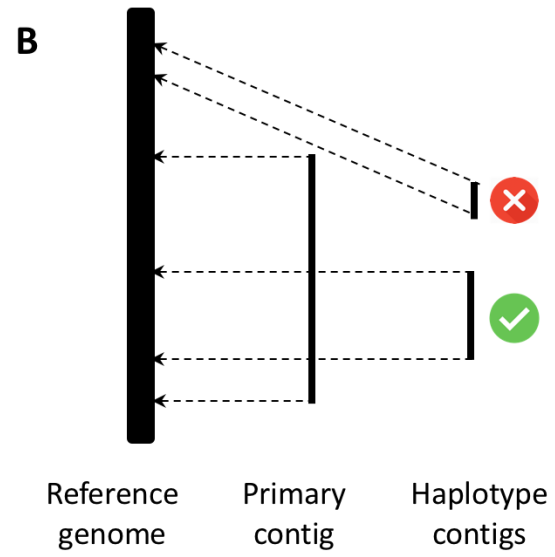 B
Reference
genome
Primary
contig
Haplotype
contigs